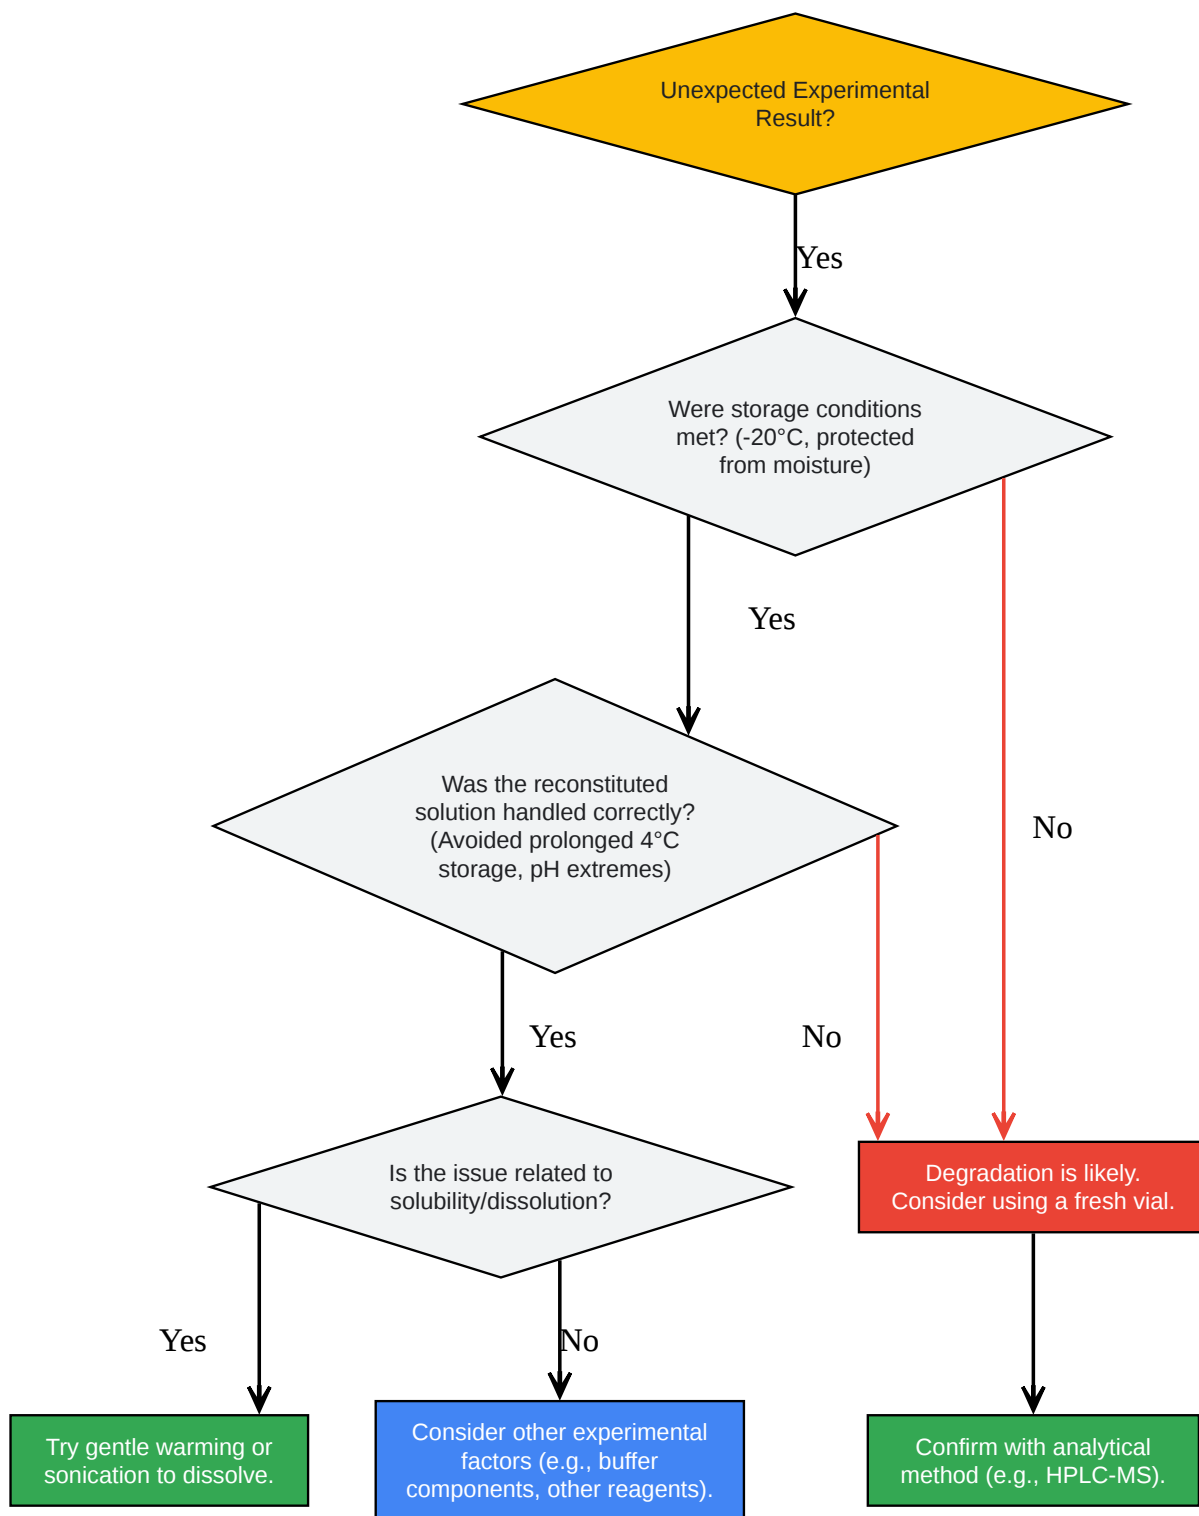 Unexpected Experimental
Result?
Yes
Were storage conditions
met? (-20°C, protected
from moisture)
Yes
Was the reconstituted
solution handled correctly?
(Avoided prolonged 4°C
storage, pH extremes)
No
Yes
No
Is the issue related to
solubility/dissolution?
Degradation is likely.
Consider using a fresh vial.
Yes
No
Try gentle warming or
sonication to dissolve.
Consider other experimental
factors (e.g., buffer
components, other reagents).
Confirm with analytical
method (e.g., HPLC-MS).